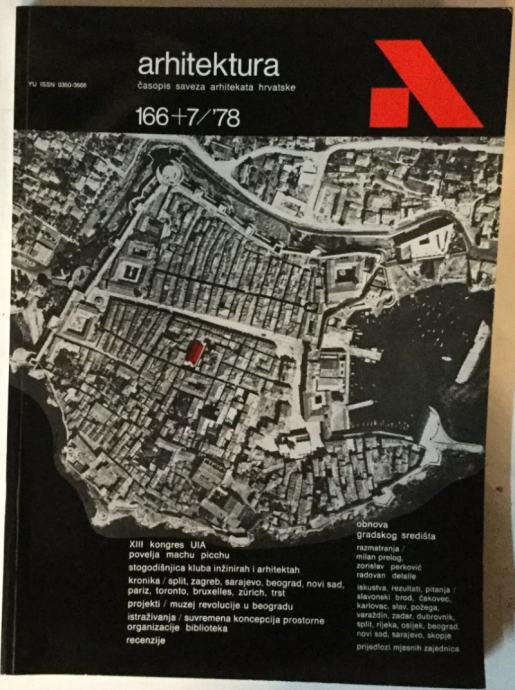 YU ISSN 0350-3666
arhitektura
časopis saveza arhitekata hrvatske
166+7/'78
XIII kongres UIA
povelja machu picchu
stogodišnjica kluba inžinirah i arhitektah
kronika / split, zagreb, sarajevo, beograd, novi sad,
pariz, toronto, bruxelles, zürich, trst
projekti / muzej revolucije u beogradu
istraživanja / suvremena koncepcija prostorne
organizacije biblioteka
recenzije
obnova
gradskog središta
razmatranja /
milan prelog,
zorislav perković
radovan delalle
iskustva, rezultati, pitanja /
slavonski brod, čakovec,
karlovac, slav. požega,
varaždin, zadar, dubrovnik,
split, rijeka, osijek, beograd,
novi sad, sarajevo, skopje
prijedlozi mjesnih zajednica